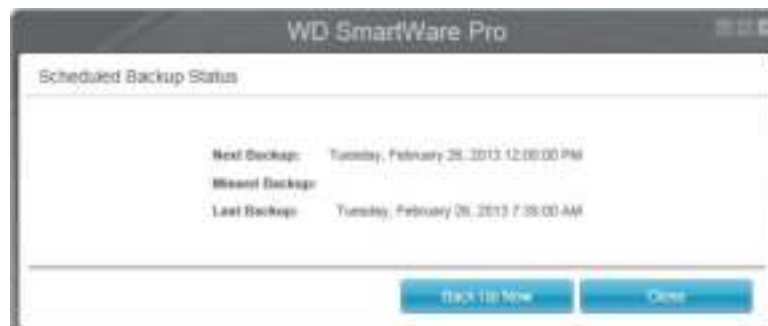 WD SmartWare Pro
Scheduled Backup Status
Next Backup: Tuesday, February 26, 2013 12:00:00 PM
Missed Backup:
Last Backup: Tuesday, February 26, 2013 7:39:00 AM
Back Up Now Close